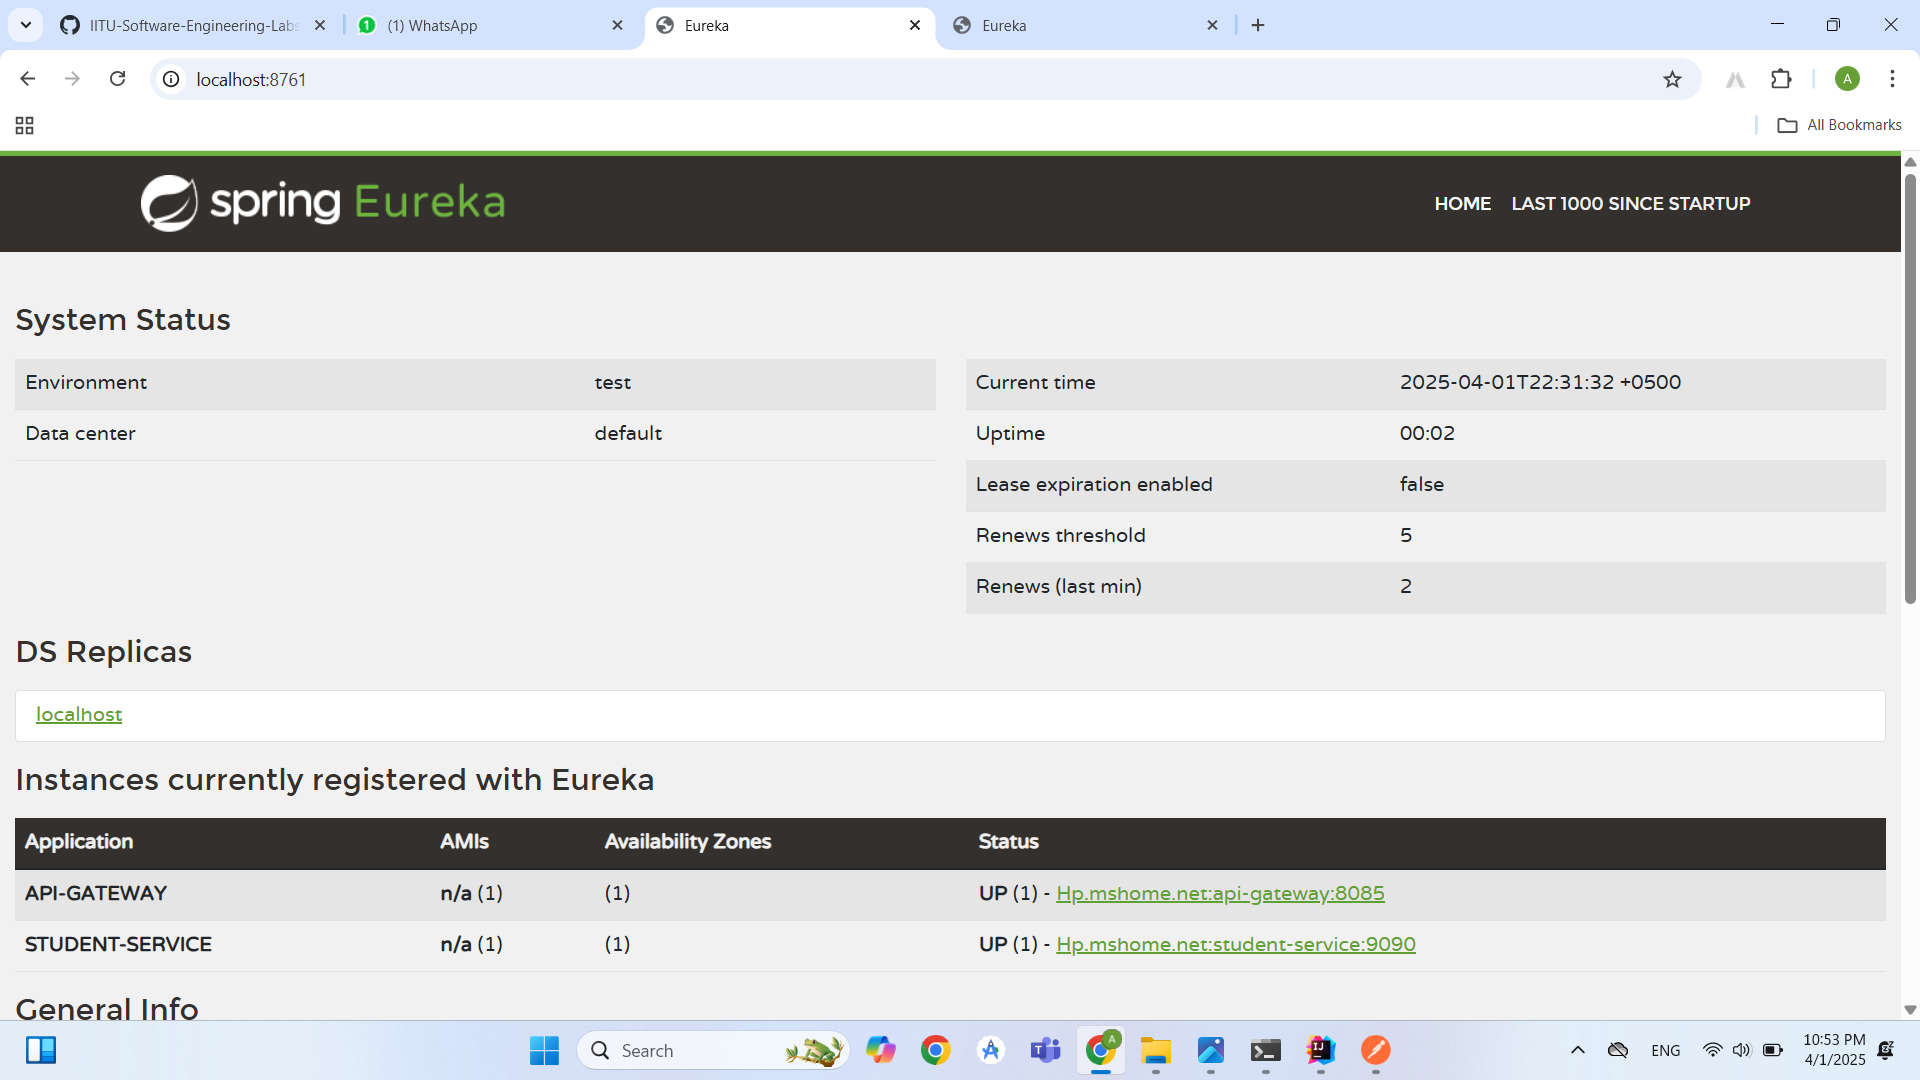 IITU-Software-Engineering-Labs
(1) WhatsApp
Eureka
Eureka
localhost:8761
A
All Bookmarks
spring Eureka
HOME LAST 1000 SINCE STARTUP
System Status
Environment test
Data center default
Current time 2025-04-01T22:31:32 +0500
Uptime 00:02
Lease expiration enabled false
Renews threshold 5
Renews (last min) 2
DS Replicas
localhost
Instances currently registered with Eureka
Application AMIs Availability Zones Status
API-GATEWAY n/a (1) (1) UP (1) - Hp.mshome.net:api-gateway:8085
STUDENT-SERVICE n/a (1) (1) UP (1) - Hp.mshome.net:student-service:9090
General Info
Search
ENG
10:53 PM
4/1/2025